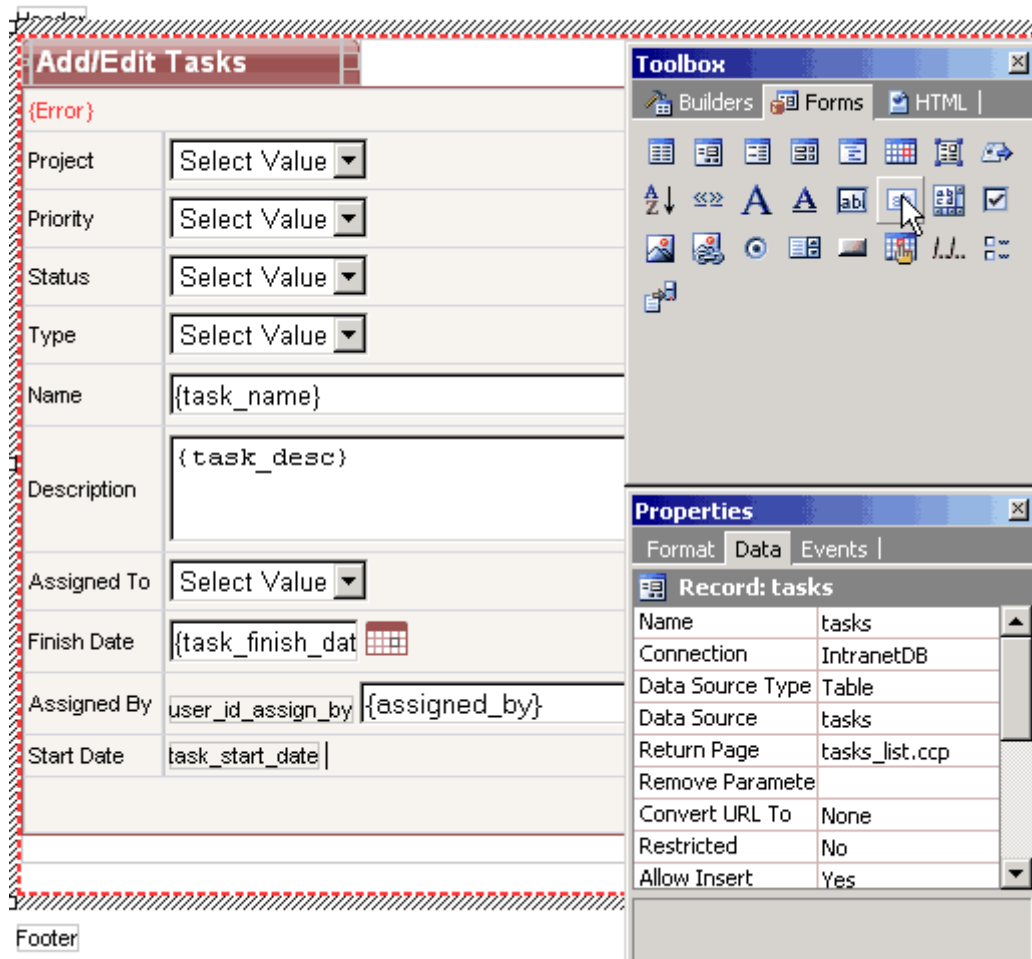 Header
Add/Edit Tasks
{Error}
Project Select Value
Priority Select Value
Status Select Value
Type Select Value
Name {task_name}
Description {task_desc}
Assigned To Select Value
Finish Date {task_finish_dat
Assigned By user_id_assign_by {assigned_by}
Start Date task_start_date
Footer
Toolbox
Builders Forms HTML
Properties
Format Data Events
Record: tasks
Name tasks
Connection IntranetDB
Data Source Type Table
Data Source tasks
Return Page tasks_list.ccp
Remove Paramete
Convert URL To None
Restricted No
Allow Insert Yes